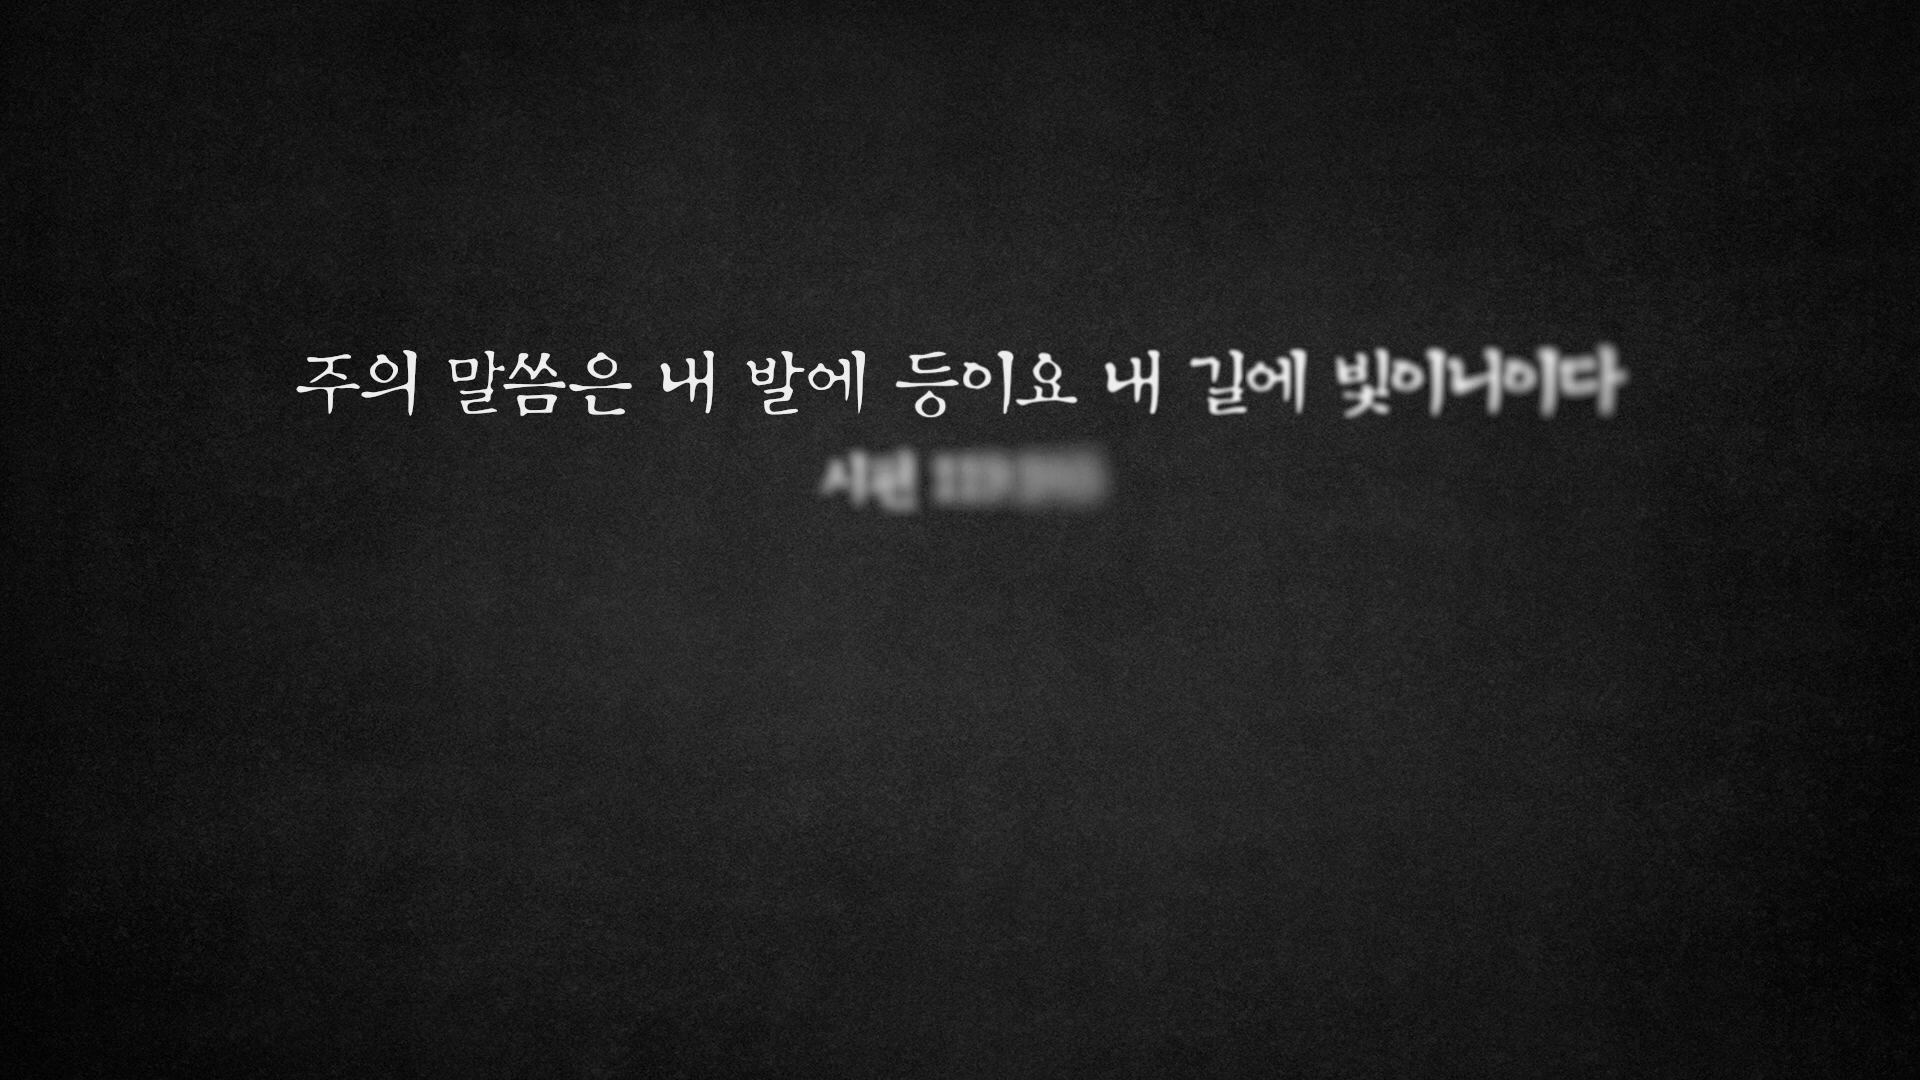 주의 말씀은 내 발에 등이요 내 길에 빛이니이다
시편